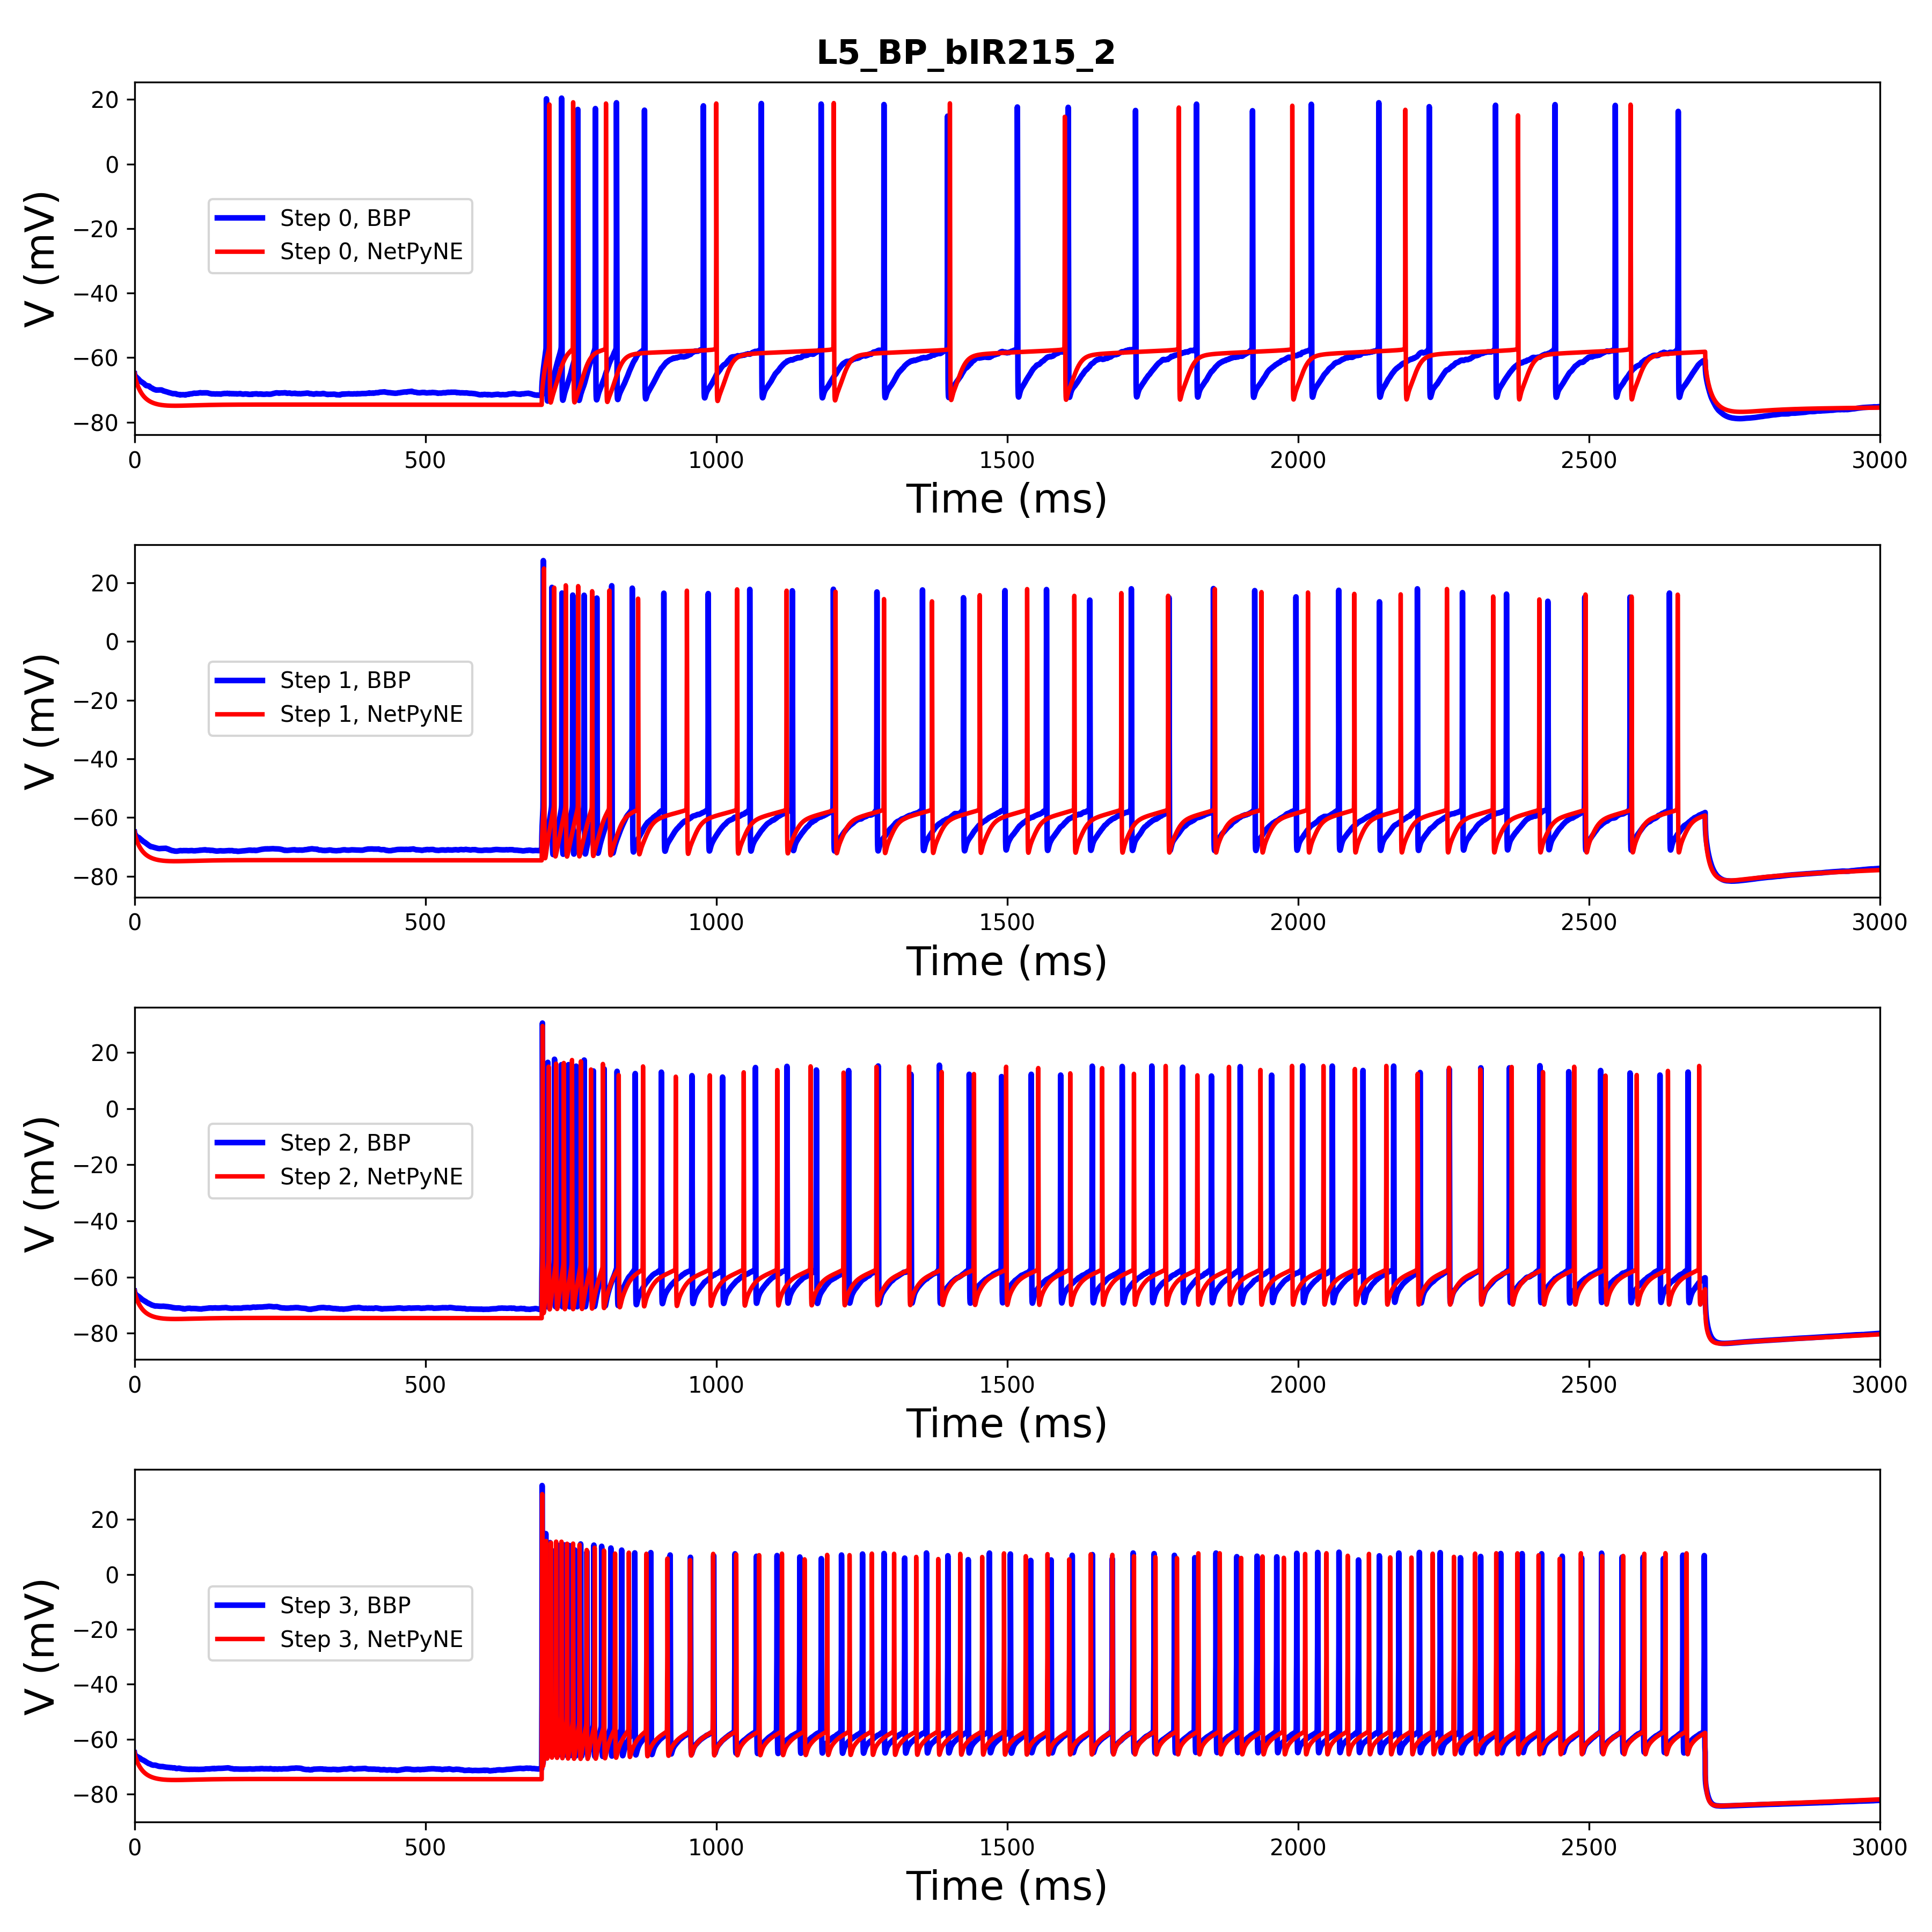 L5_BP_bIR215_2
20
0
−20
−40
−60
−80
V (mV)
Step 0, BBP
Step 0, NetPyNE
0 500 1000 1500 2000 2500 3000
Time (ms)
20
0
−20
−40
−60
−80
V (mV)
Step 1, BBP
Step 1, NetPyNE
0 500 1000 1500 2000 2500 3000
Time (ms)
20
0
−20
−40
−60
−80
V (mV)
Step 2, BBP
Step 2, NetPyNE
0 500 1000 1500 2000 2500 3000
Time (ms)
20
0
−20
−40
−60
−80
V (mV)
Step 3, BBP
Step 3, NetPyNE
0 500 1000 1500 2000 2500 3000
Time (ms)